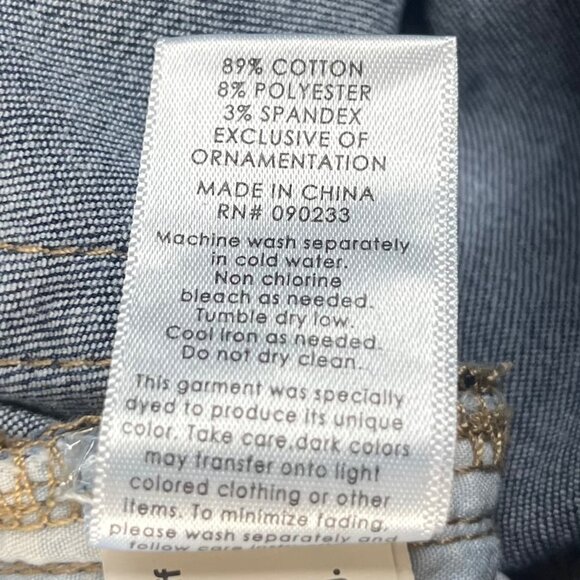 89% COTTON
8% POLYESTER
3% SPANDEX
EXCLUSIVE OF
ORNAMENTATION
MADE IN CHINA
RN# 090233
Machine wash separately
in cold water.
Non chlorine
bleach as needed.
Tumble dry low.
Cool iron as needed.
Do not dry clean.
This garment was specially
dyed to produce its unique
color. Take care,dark colors
may transfer onto light
colored clothing or other
items. To minimize fading,
please wash separately and
follow care